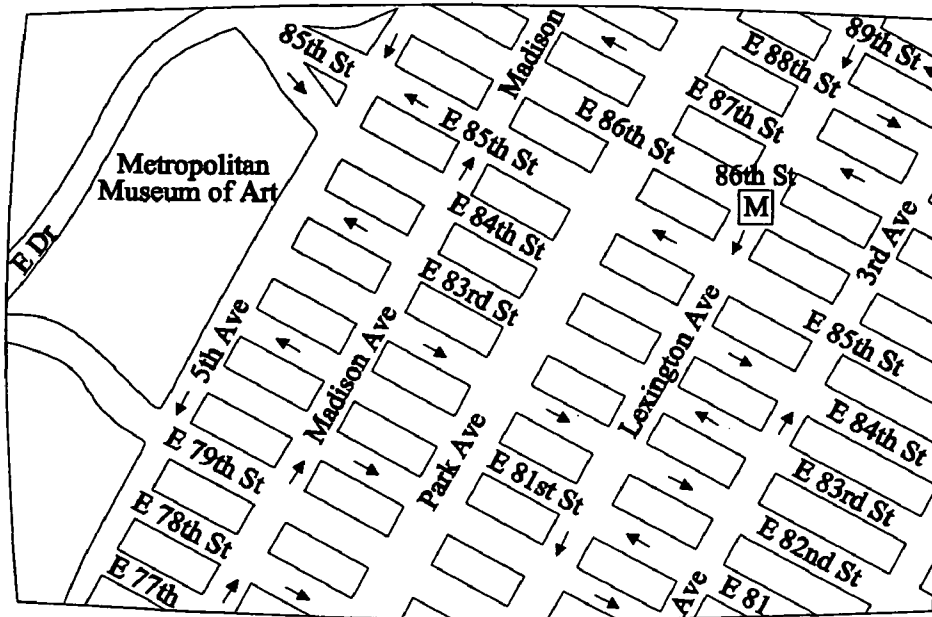 Madison
89th St
85th St
E 88th St
E 87th St
E 86th St
E 85th St
Metropolitan
Museum of Art
86th St
M
E 84th St
3rd Ave
E Dr
E 83rd St
E 85th St
5th Ave
Madison Ave
Lexington Ave
E 84th St
E 79th St
Park Ave
E 81st St
E 83rd St
E 78th St
E 82nd St
E 77th
Ave
E 81